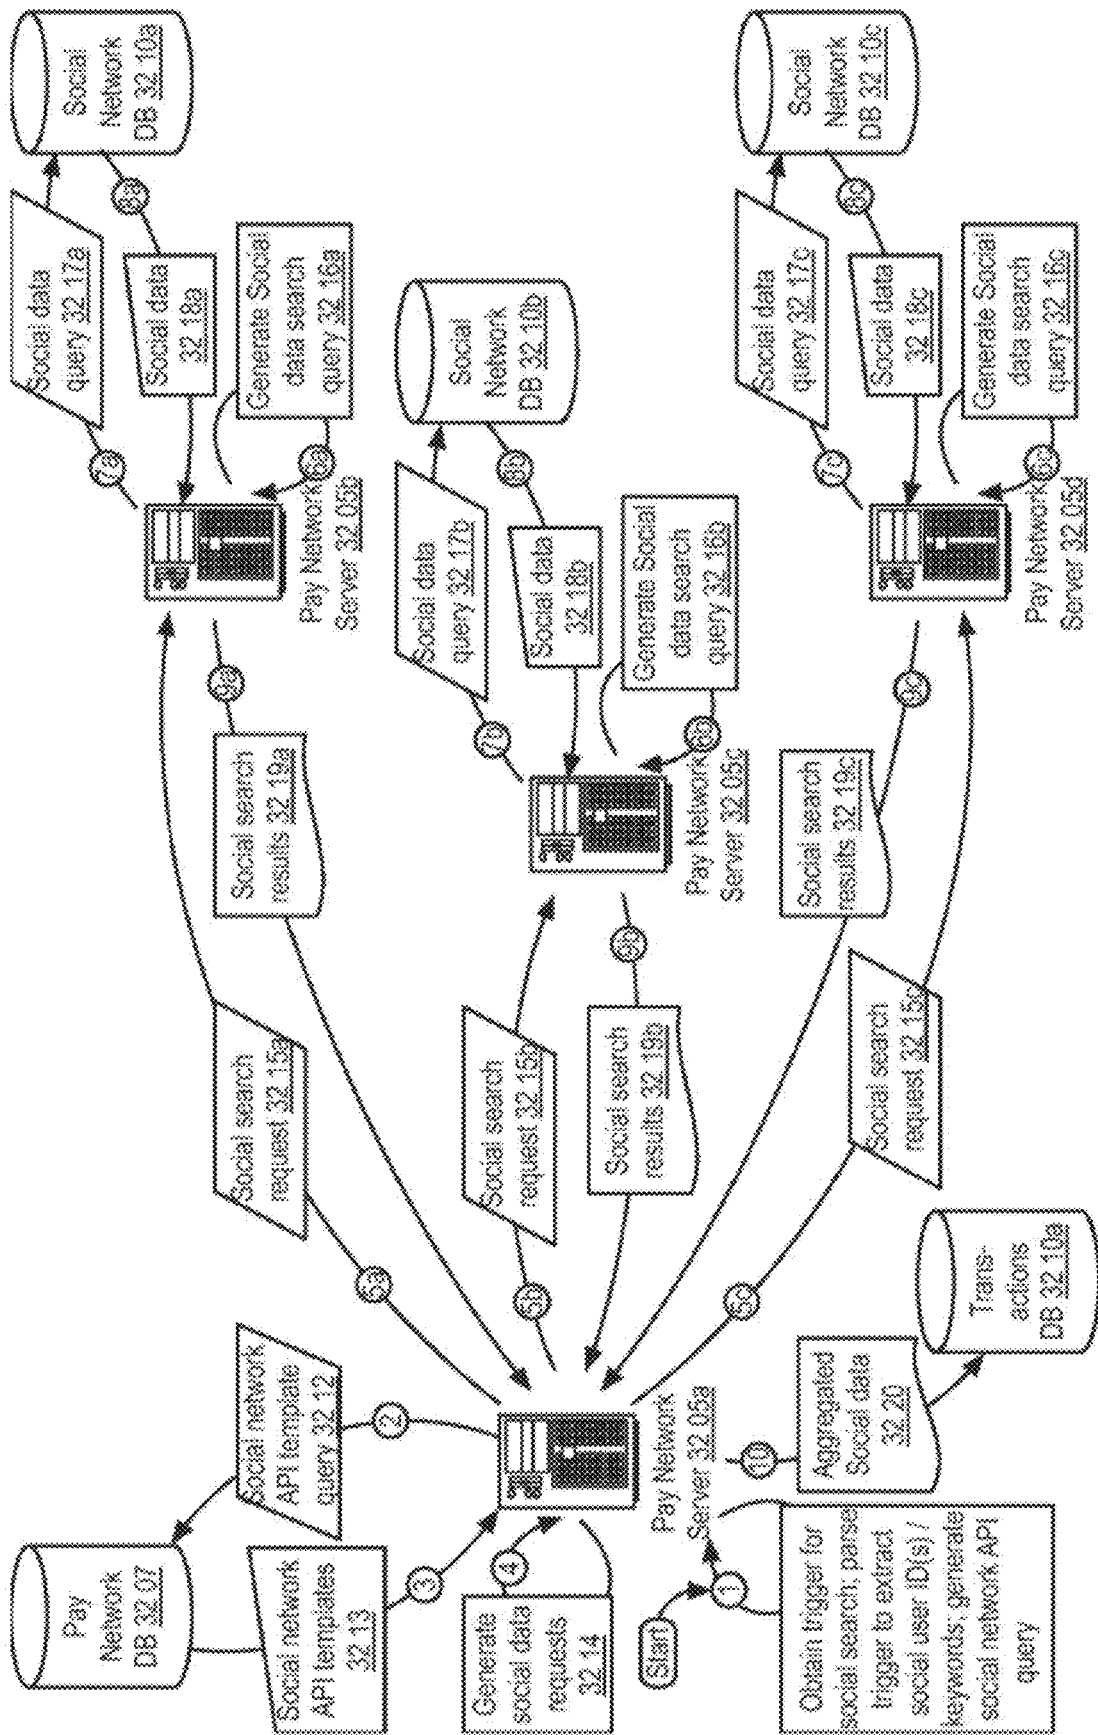 Pay
Network
DB 32 07
Social network
API template
query 32 12
2
Social network
API templates
32 13
3
Generate
social data
requests
32 14
4
Start
1
Obtain trigger for
social search; parse
trigger to extract
social user ID(s) /
keywords; generate
social network API
query
Pay Network
Server 32 05a
10
Aggregated
Social data
32 20
Trans-
actions
DB 32 10a
5a
Social search
request 32 15a
5b
Social search
request 32 15b
5c
Social search
request 32 15c
9a
Social search
results 32 19a
9b
Social search
results 32 19b
9c
Social search
results 32 19c
Pay Network
Server 32 05b
6a
Generate Social
data search
query 32 16a
7a
Social data
query 32 17a
8a
Social data
32 18a
Social
Network
DB 32 10a
Pay Network
Server 32 05c
6b
Generate Social
data search
query 32 16b
7b
Social data
query 32 17b
8b
Social data
32 18b
Social
Network
DB 32 10b
Pay Network
Server 32 05d
6c
Generate Social
data search
query 32 16c
7c
Social data
query 32 17c
8c
Social data
32 18c
Social
Network
DB 32 10c